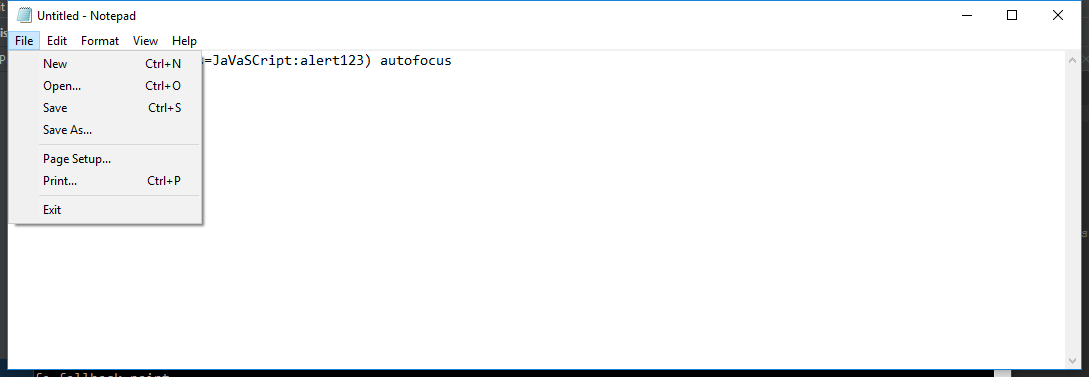 Untitled - Notepad
File Edit Format View Help
=JaVaSCript:alert123) autofocus
New Ctrl+N
Open... Ctrl+O
Save Ctrl+S
Save As...
Page Setup...
Print... Ctrl+P
Exit